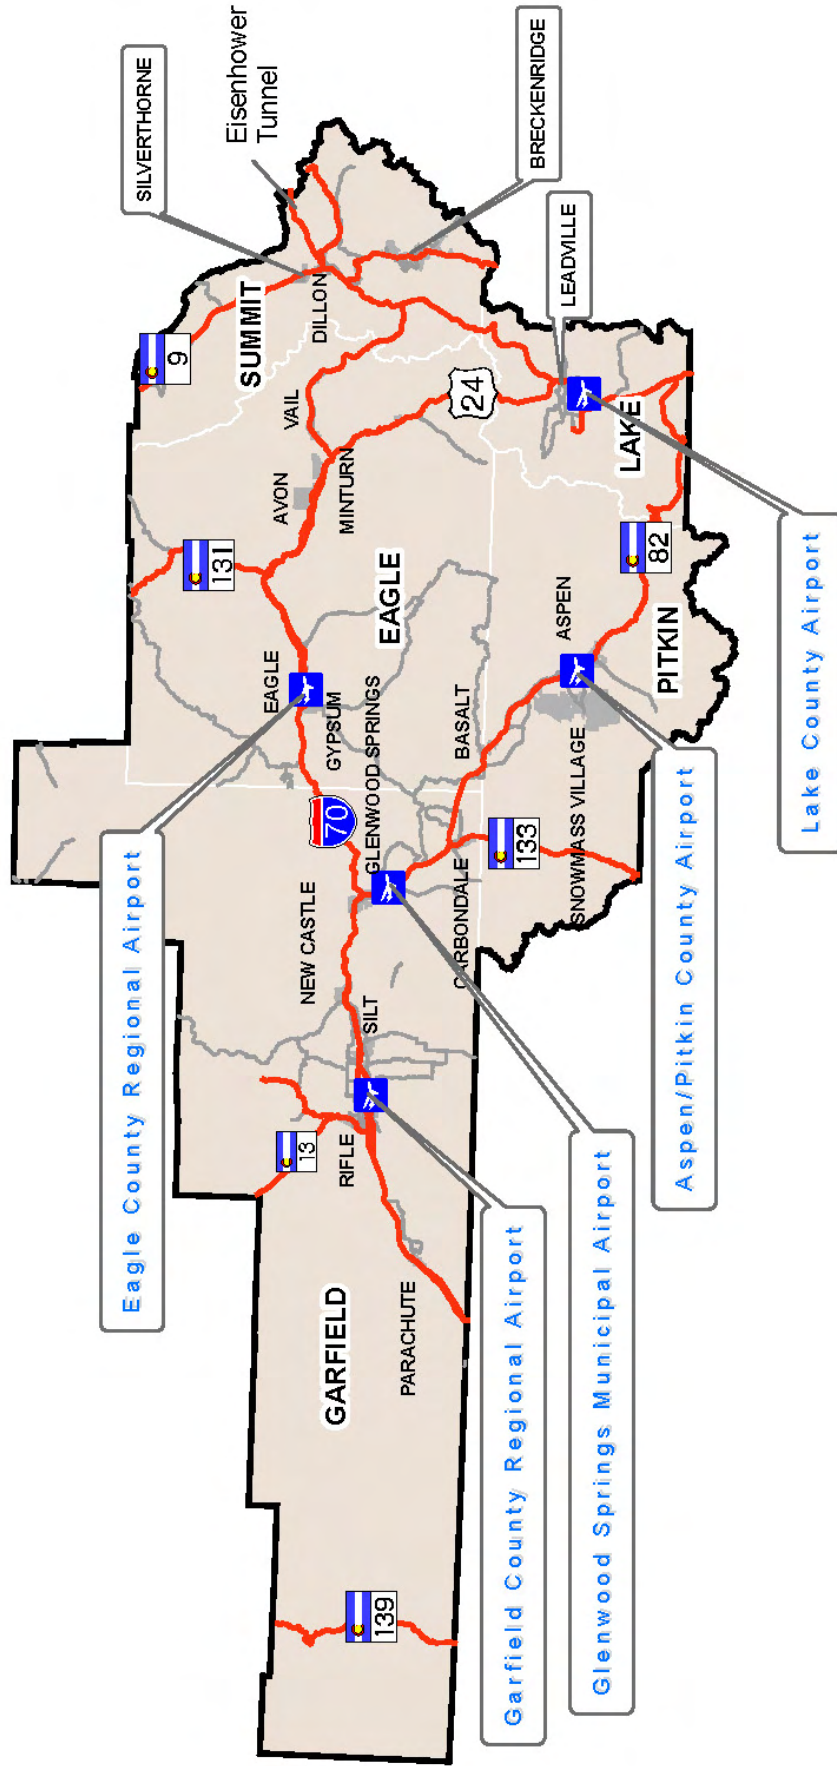 SILVERTHORNE
Eisenhower
Tunnel
BRECKENRIDGE
9
SUMMIT
DILLON
LEADVILLE
VAIL
24
LAKE
AVON
MINTURN
131
EAGLE
82
Lake County Airport
EAGLE
GYPSUM
ASPEN
PITKIN
BASALT
GLENWOOD SPRINGS
70
SNOWMASS VILLAGE
133
CARBONDALE
Eagle County Regional Airport
NEW CASTLE
SILT
Aspen/Pitkin County Airport
13
RIFLE
GARFIELD
PARACHUTE
Garfield County Regional Airport
Glenwood Springs Municipal Airport
139